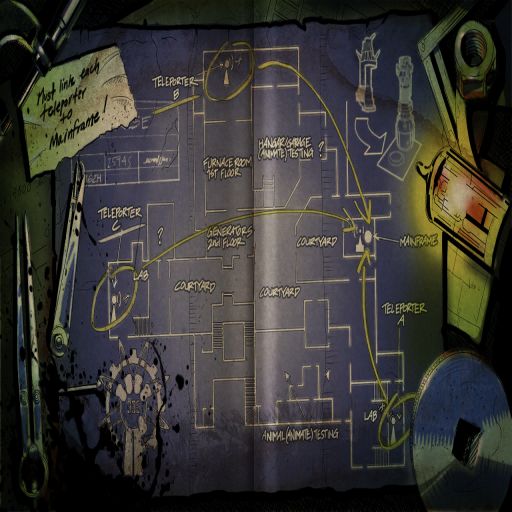 Must link each
teleporter
to
Mainframe!
TELEPORTER
B
FURNACE ROOM
1ST FLOOR
HANGAR/GARAGE
(ANIMATE) TESTING
?
TELEPORTER
C
?
LAB
GENERATORS
2nd FLOOR
COURTYARD
MAINFRAME
COURTYARD
COURTYARD
TELEPORTER
A
LAB
ANIMAL (ANIMATE) TESTING